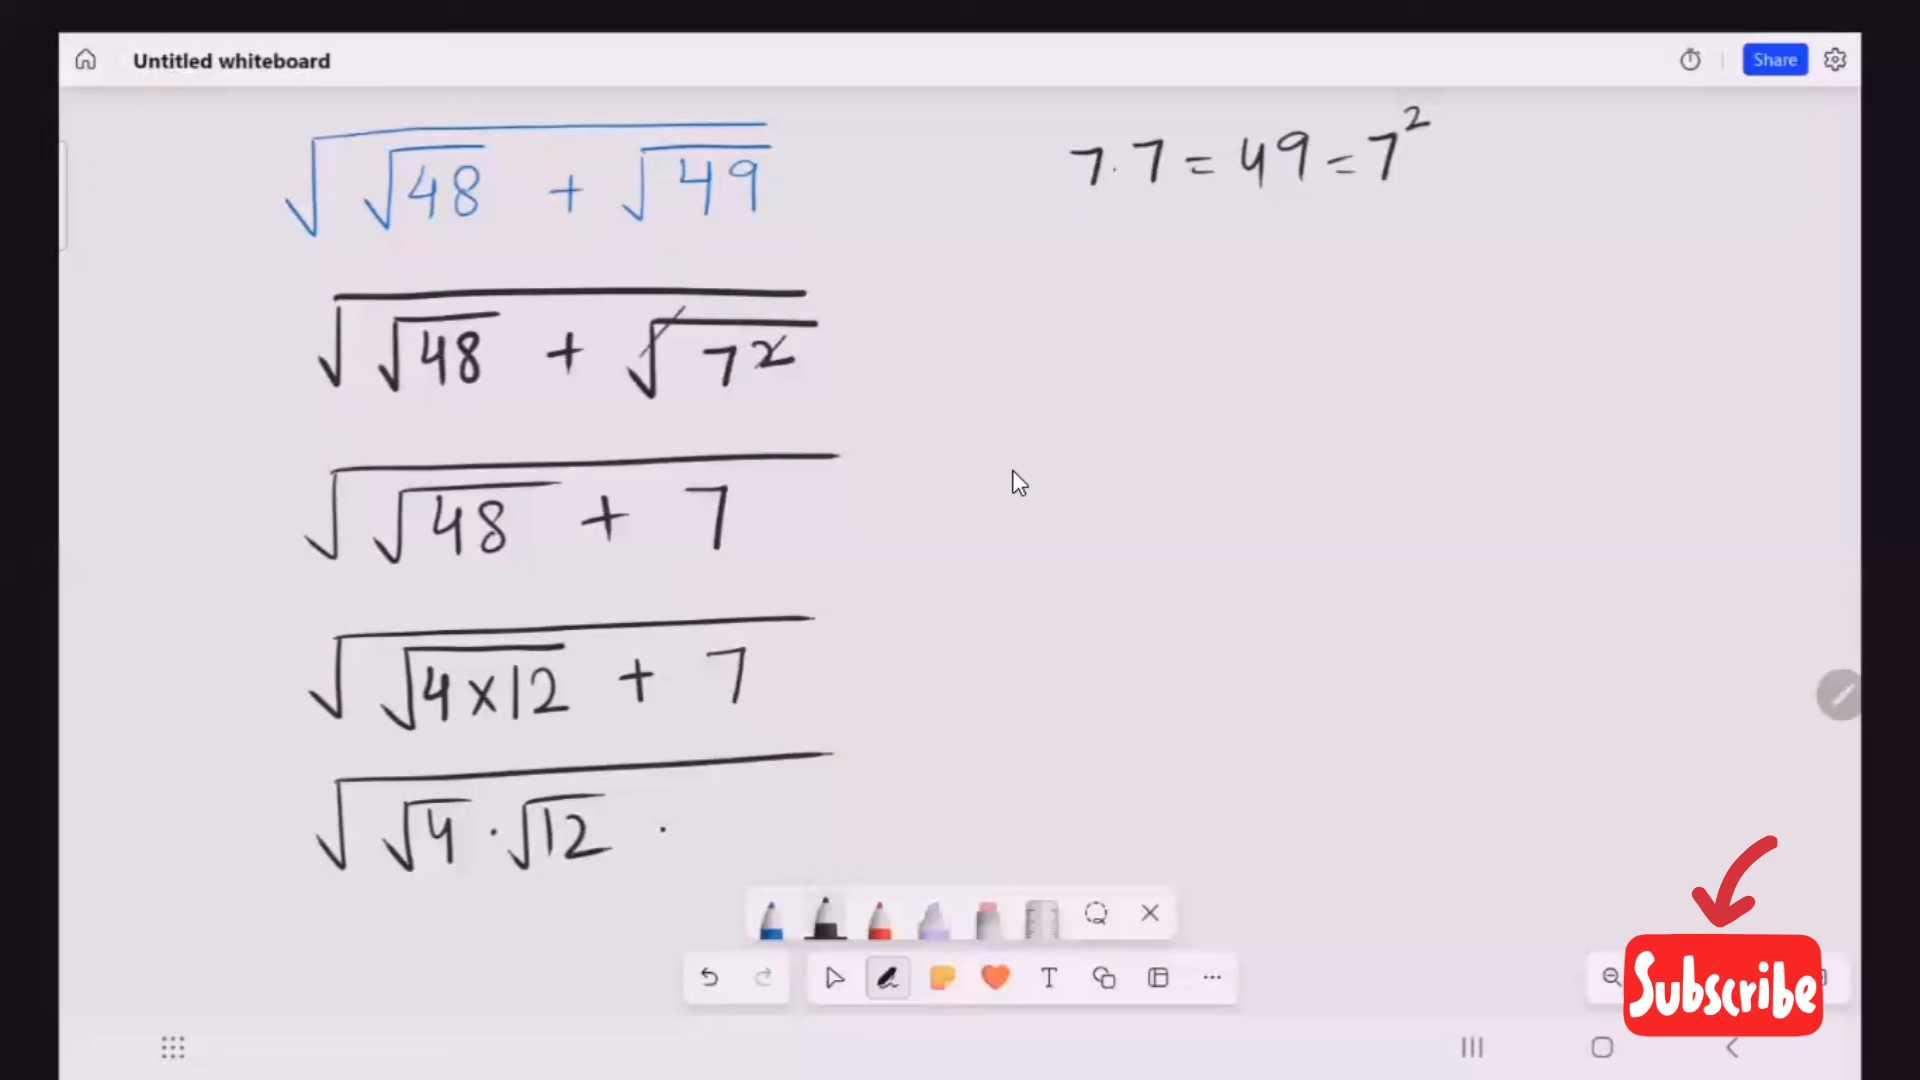 Untitled whiteboard
Share
√(√48 + √49)
7.7 = 49 = 7²
√(√48 + √7²)
√(√48 + 7)
√(√4×12 + 7)
√(√4 · √12 ·
T
Subscribe